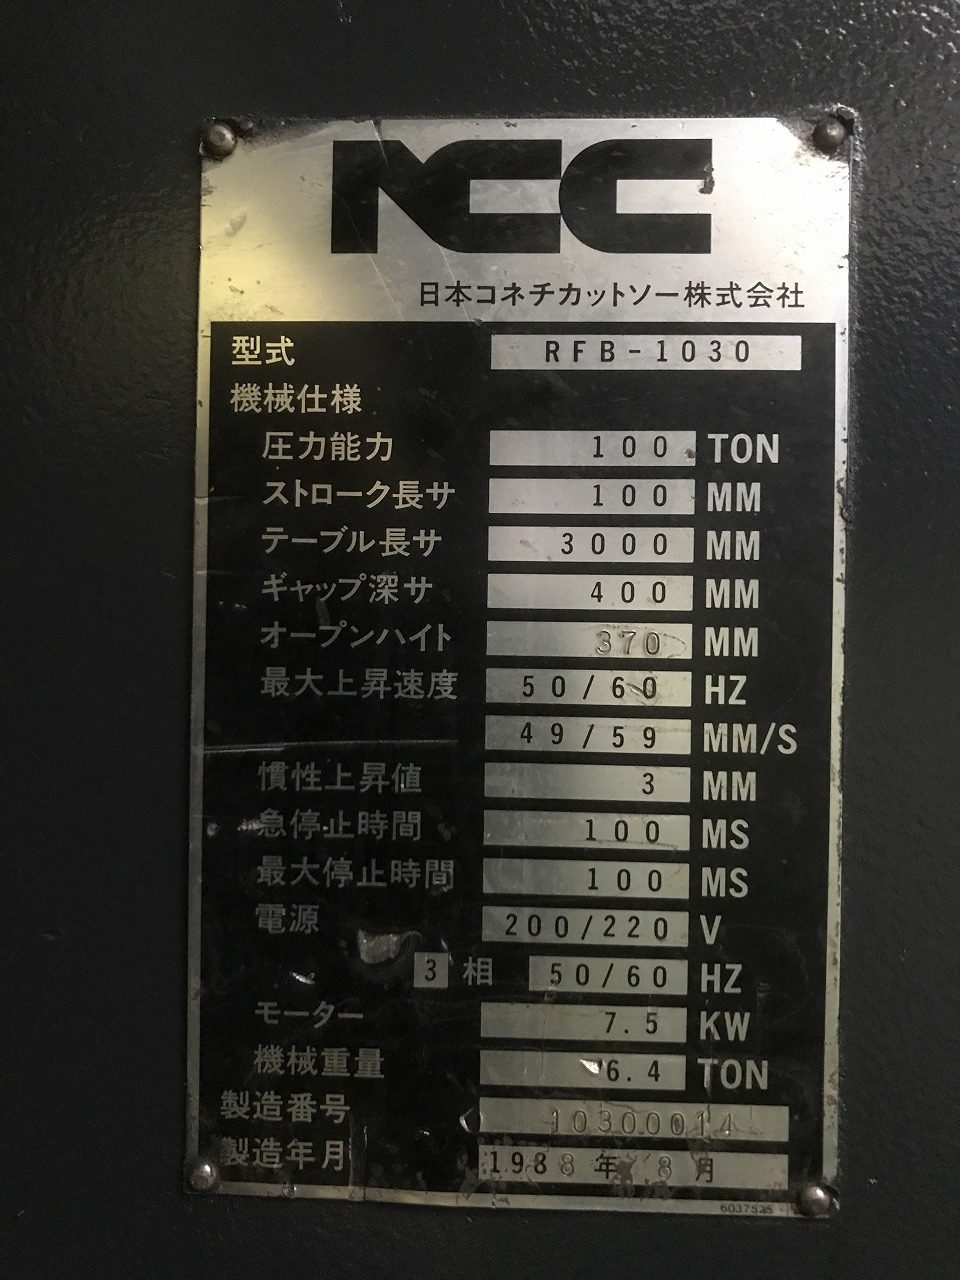 NCC
日本コネチカットソー株式会社
型式 RFB-1030
機械仕様
圧力能力 100 TON
ストローク長サ 100 MM
テーブル長サ 3000 MM
ギャップ深サ 400 MM
オープンハイト 370 MM
最大上昇速度 50/60 HZ
49/59 MM/S
慣性上昇値 3 MM
急停止時間 100 MS
最大停止時間 100 MS
電源 200/220 V
3 相 50/60 HZ
モーター 7.5 KW
機械重量 6.4 TON
製造番号 10300014
製造年月 1988年 8月
6037525